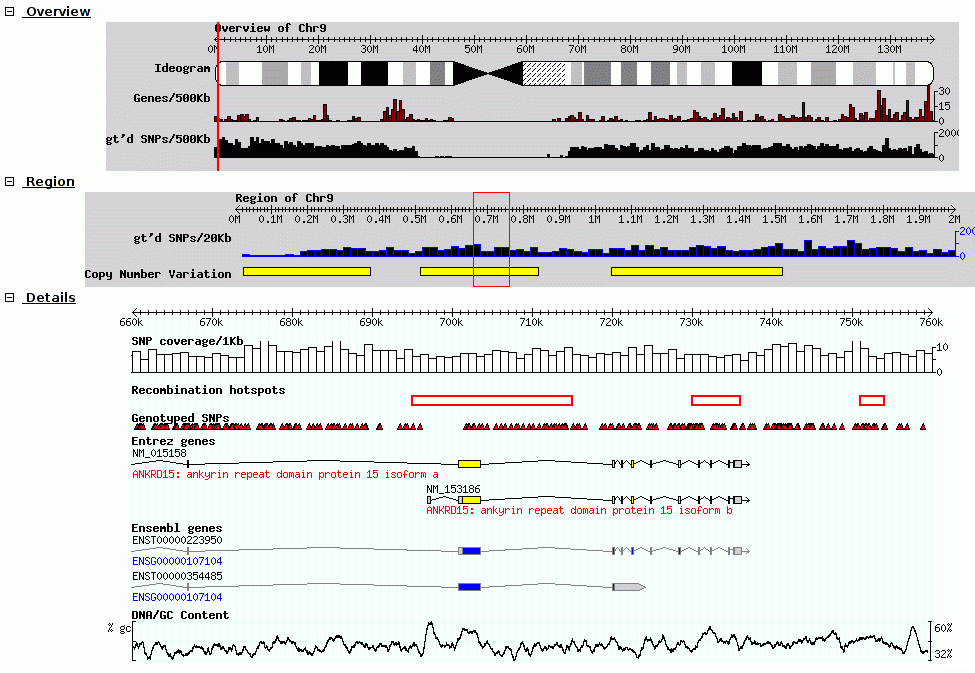 Overview
Overview of Chr9
0M 10M 20M 30M 40M 50M 60M 70M 80M 90M 100M 110M 120M 130M
Ideogram
Genes/500Kb
30
15
0
gt'd SNPs/500Kb
2000
0
Region
Region of Chr9
0M 0.1M 0.2M 0.3M 0.4M 0.5M 0.6M 0.7M 0.8M 0.9M 1M 1.1M 1.2M 1.3M 1.4M 1.5M 1.6M 1.7M 1.8M 1.9M 2M
gt'd SNPs/20Kb
200
0
Copy Number Variation
Details
660k 670k 680k 690k 700k 710k 720k 730k 740k 750k 760k
SNP coverage/1Kb
10
0
Recombination hotspots
Genotyped SNPs
Entrez genes
NM_015158
ANKRD15: ankyrin repeat domain protein 15 isoform a
NM_153186
ANKRD15: ankyrin repeat domain protein 15 isoform b
Ensembl genes
ENST00000223950
ENSG00000107104
ENST00000354485
ENSG00000107104
DNA/GC Content
% gc
60%
32%